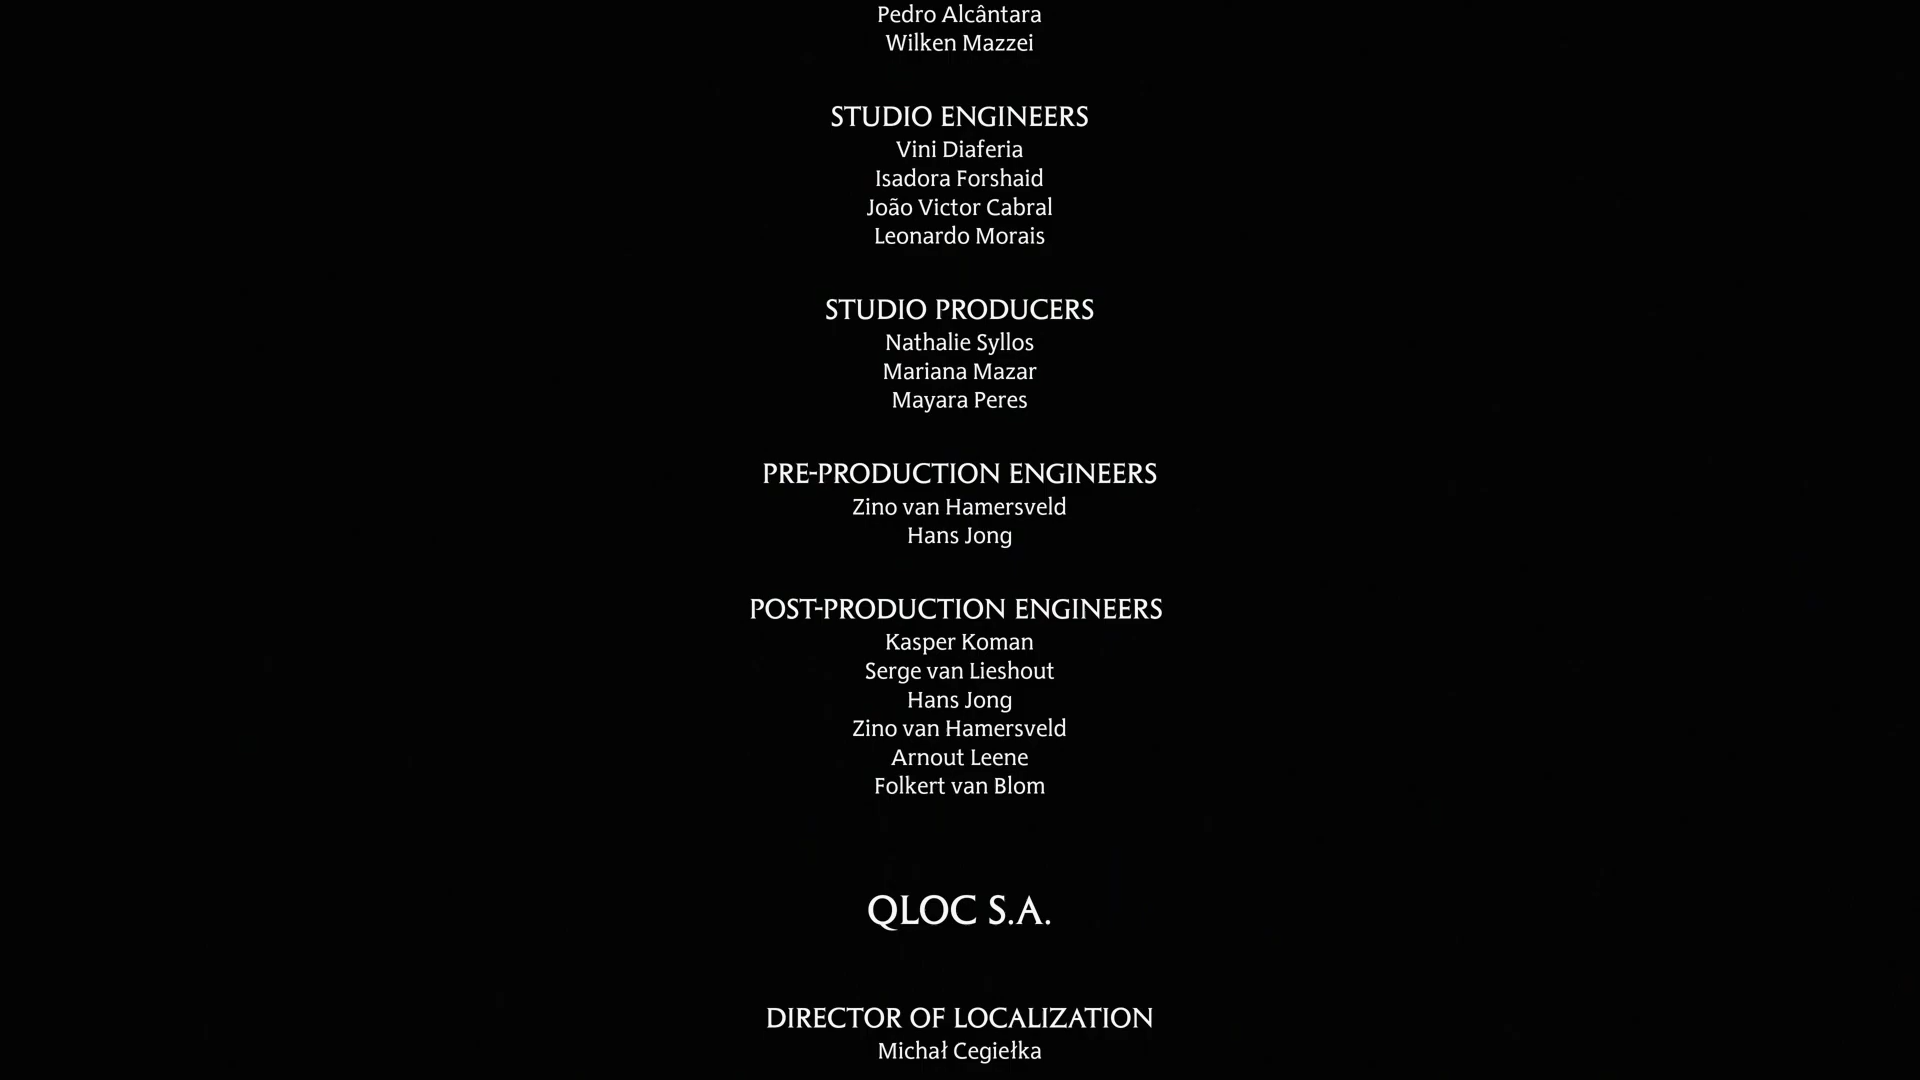 Pedro Alcântara
Wilken Mazzei
STUDIO ENGINEERS
Vini Diaferia
Isadora Forshaid
João Victor Cabral
Leonardo Morais
STUDIO PRODUCERS
Nathalie Syllos
Mariana Mazar
Mayara Peres
PRE-PRODUCTION ENGINEERS
Zino van Hamersveld
Hans Jong
POST-PRODUCTION ENGINEERS
Kasper Koman
Serge van Lieshout
Hans Jong
Zino van Hamersveld
Arnout Leene
Folkert van Blom
QLOC S.A.
DIRECTOR OF LOCALIZATION
Michał Cegiełka